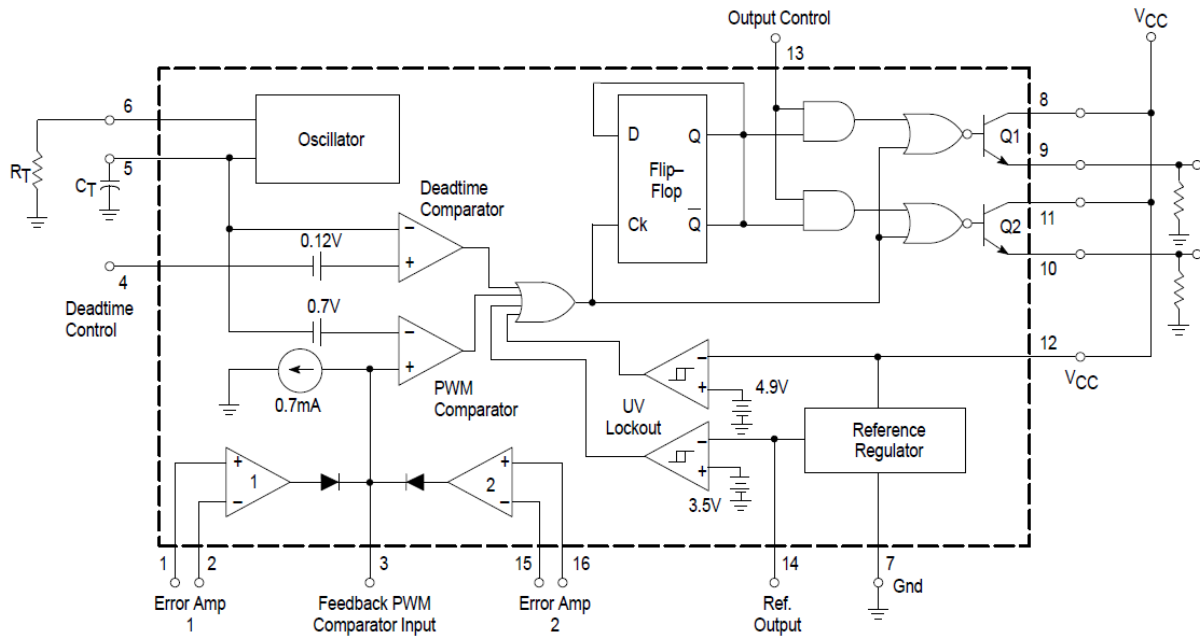 Output Control
VCC
13
6
Oscillator
8
D
Q
Q1
5
9
RT
CT
Flip–
Flop
Deadtime
Comparator
11
Ck
Q
Q2
0.12V
–
+
10
4
Deadtime
Control
0.7V
–
+
12
VCC
0.7mA
PWM
Comparator
–
+
4.9V
UV
Lockout
Reference
Regulator
–
+
3.5V
+
1
–
+
2
–
1
2
3
15
16
14
7
Gnd
Error Amp
1
Feedback PWM
Comparator Input
Error Amp
2
Ref.
Output